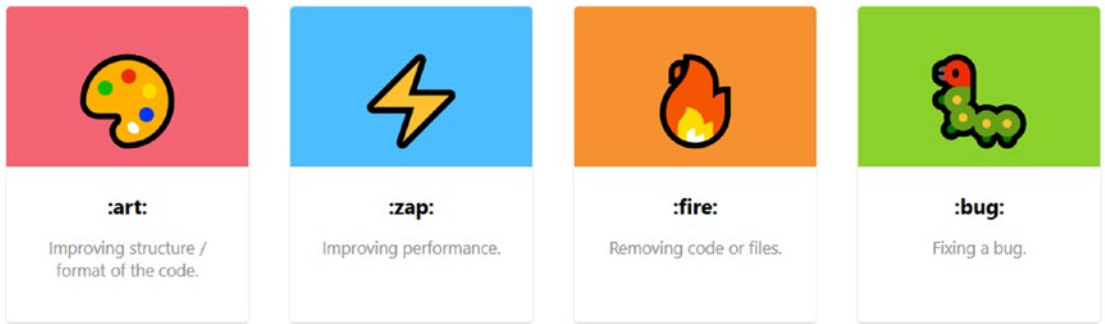 :art:
Improving structure /
format of the code.
:zap:
Improving performance.
:fire:
Removing code or files.
:bug:
Fixing a bug.